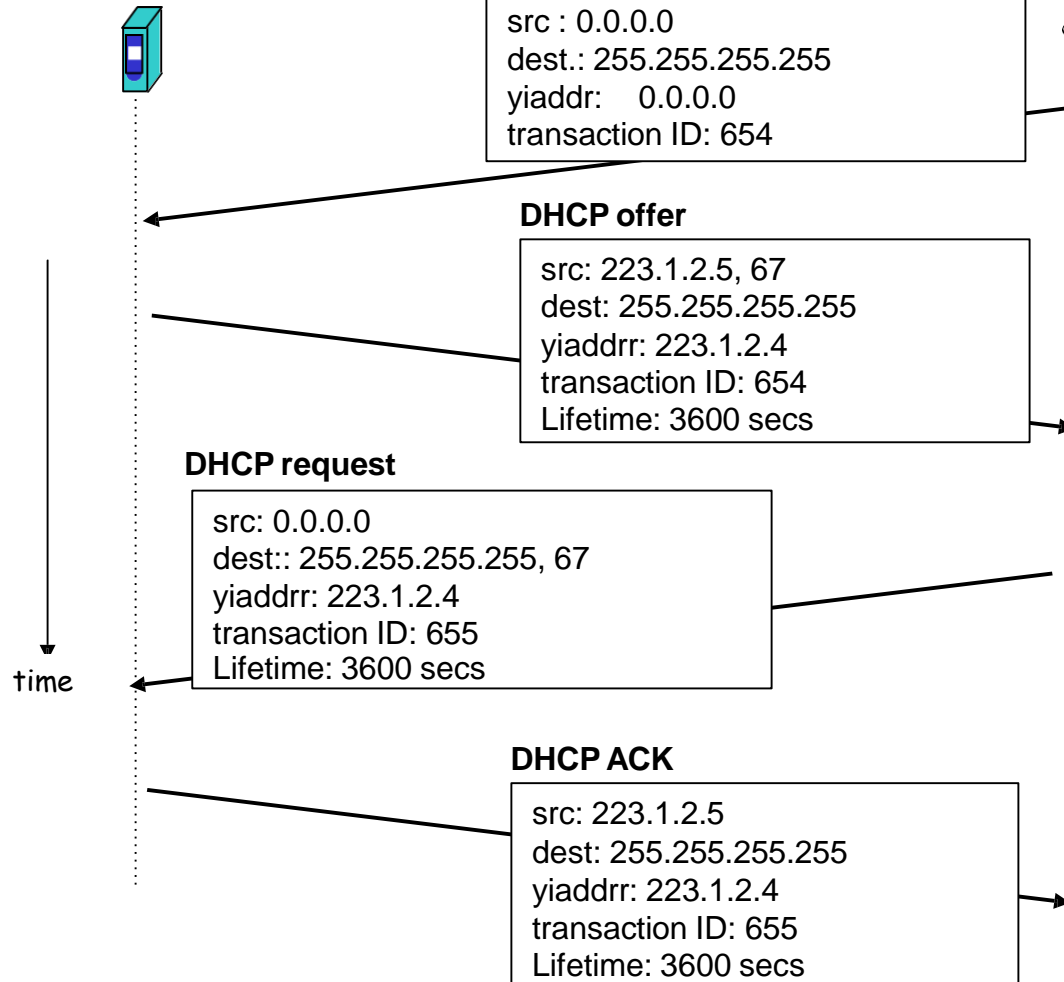 src : 0.0.0.0
dest.: 255.255.255.255
yiaddr: 0.0.0.0
transaction ID: 654
DHCP offer
src: 223.1.2.5, 67
dest: 255.255.255.255
yiaddrr: 223.1.2.4
transaction ID: 654
Lifetime: 3600 secs
DHCP request
src: 0.0.0.0
dest:: 255.255.255.255, 67
yiaddrr: 223.1.2.4
transaction ID: 655
Lifetime: 3600 secs
time
DHCP ACK
src: 223.1.2.5
dest: 255.255.255.255
yiaddrr: 223.1.2.4
transaction ID: 655
Lifetime: 3600 secs